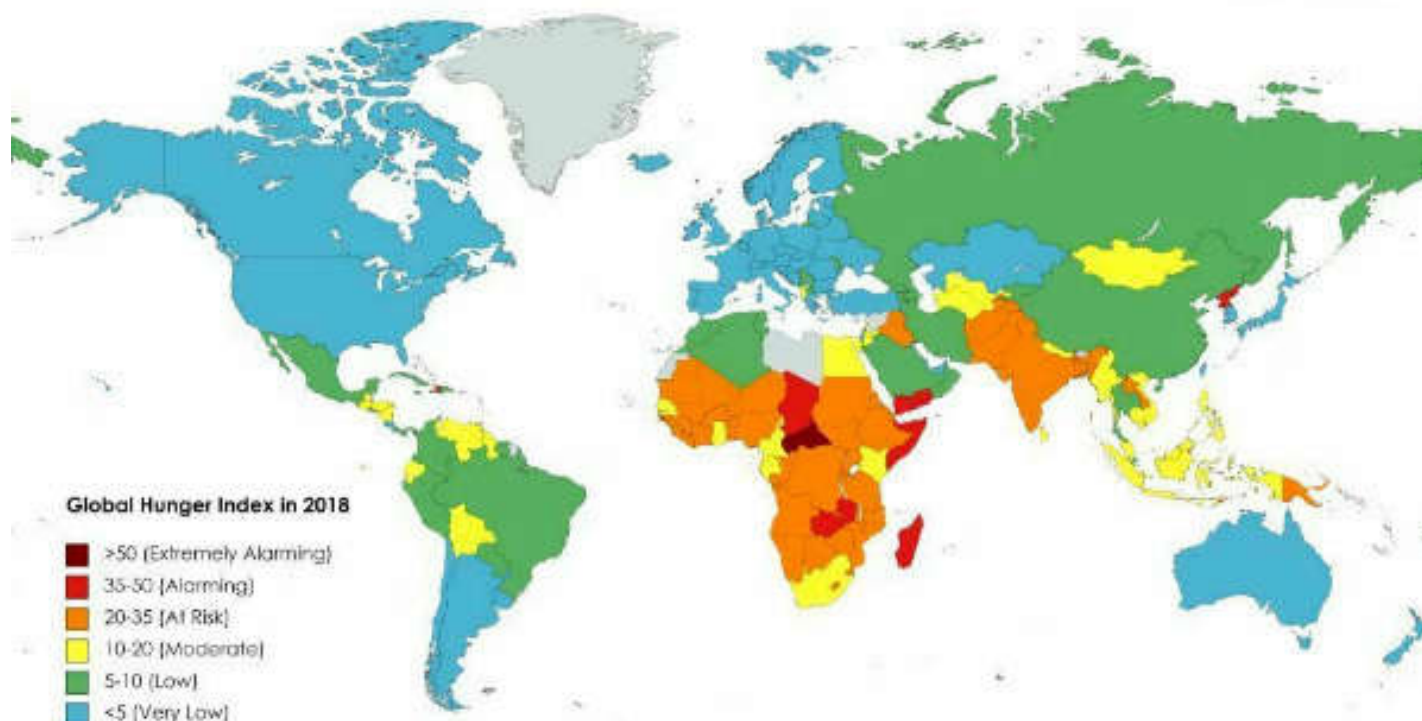 Global Hunger Index in 2018
>50 (Extremely Alarming)
35-50 (Alarming)
20-35 (At Risk)
10-20 (Moderate)
5-10 (Low)
<5 (Very Low)